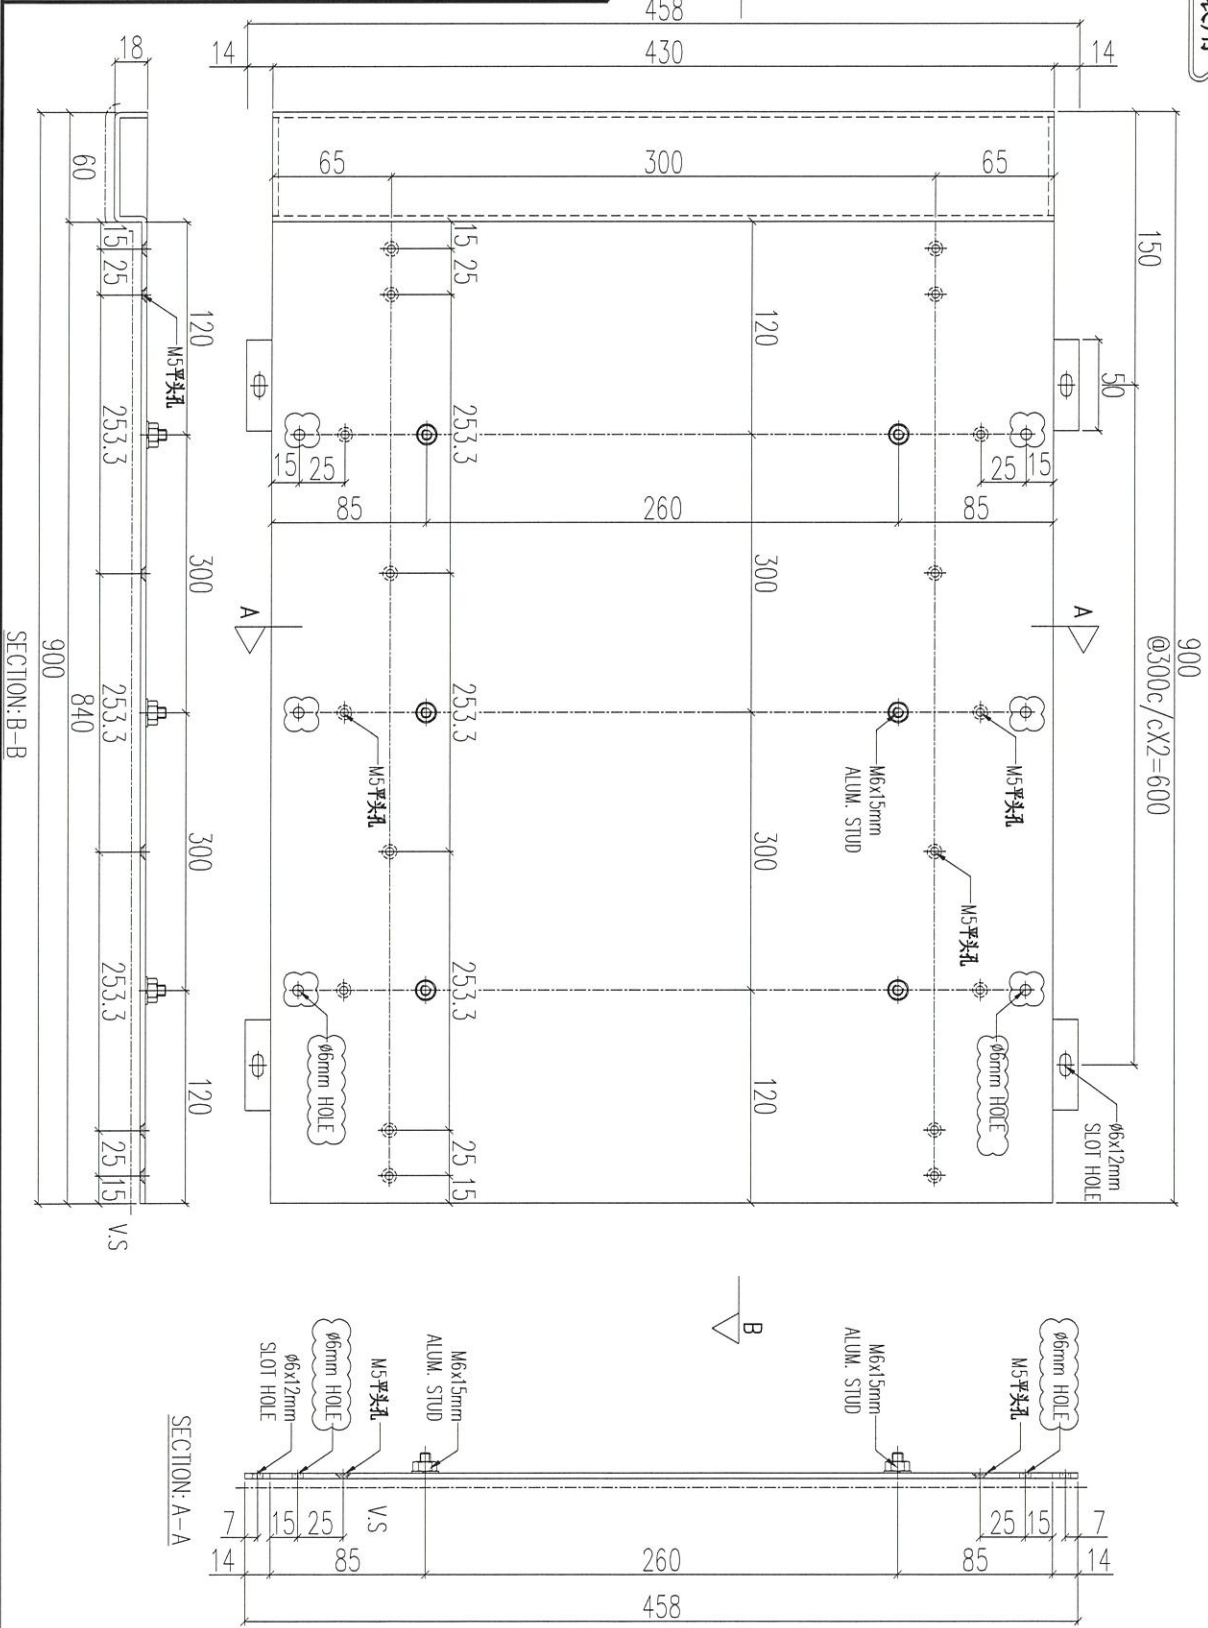 458
14
430
14
18
65
300
65
60
15
25
120
M5平头孔
253.3
300
253.3
300
253.3
120
25
15
840
900
SECTION:B-B
V.S
15
25
253.3
253.3
253.3
25
15
120
300
300
120
150
50
900
@300c/cX2=600
15
25
25
15
85
260
85
A
A
M5平头孔
M6x15mm
ALUM. STUD
M5平头孔
M5平头孔
ø6mm HOLE
ø6mm HOLE
ø6x12mm
SLOT HOLE
B
ø6x12mm
SLOT HOLE
ø6mm HOLE
M5平头孔
M6x15mm
ALUM. STUD
M6x15mm
ALUM. STUD
M5平头孔
ø6mm HOLE
SECTION: A-A
V.S
7
15
25
25
15
7
14
85
260
85
14
458